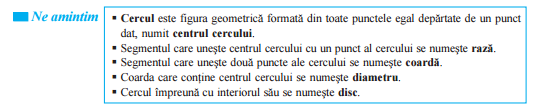 Ne amintim
▪ Cercul este figura geometrică formată din toate punctele egal depărtate de un punct
dat, numit centrul cercului.
▪ Segmentul care uneşte centrul cercului cu un punct al cercului se numeşte rază.
▪ Segmentul care uneşte două puncte ale cercului se numeşte coardă.
▪ Coarda care conţine centrul cercului se numeşte diametru.
▪ Cercul împreună cu interiorul său se numeşte disc.